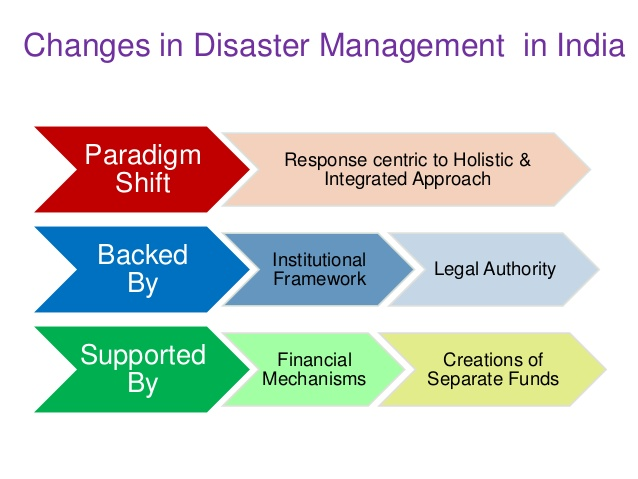 Changes in Disaster Management  in India
Paradigm
Shift
Response centric to Holistic &
Integrated Approach
Backed
By
Institutional
Framework
Legal Authority
Supported
By
Financial
Mechanisms
Creations of
Separate Funds